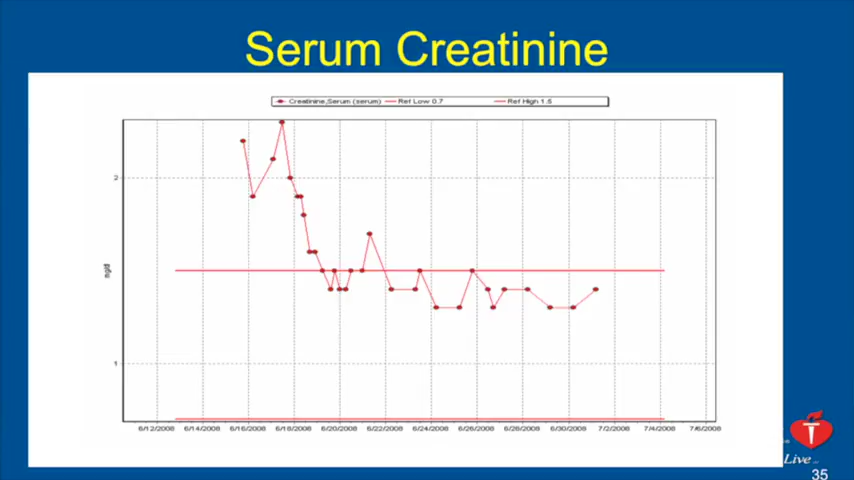 Serum Creatinine
Creatinine,Serum (serum) Ref Low 0.7 Ref High 1.5
2
1
6/12/2008 6/14/2008 6/16/2008 6/18/2008 6/20/2008 6/22/2008 6/24/2008 6/26/2008 6/28/2008 6/30/2008 7/2/2008 7/4/2008 7/6/2008
Live
35